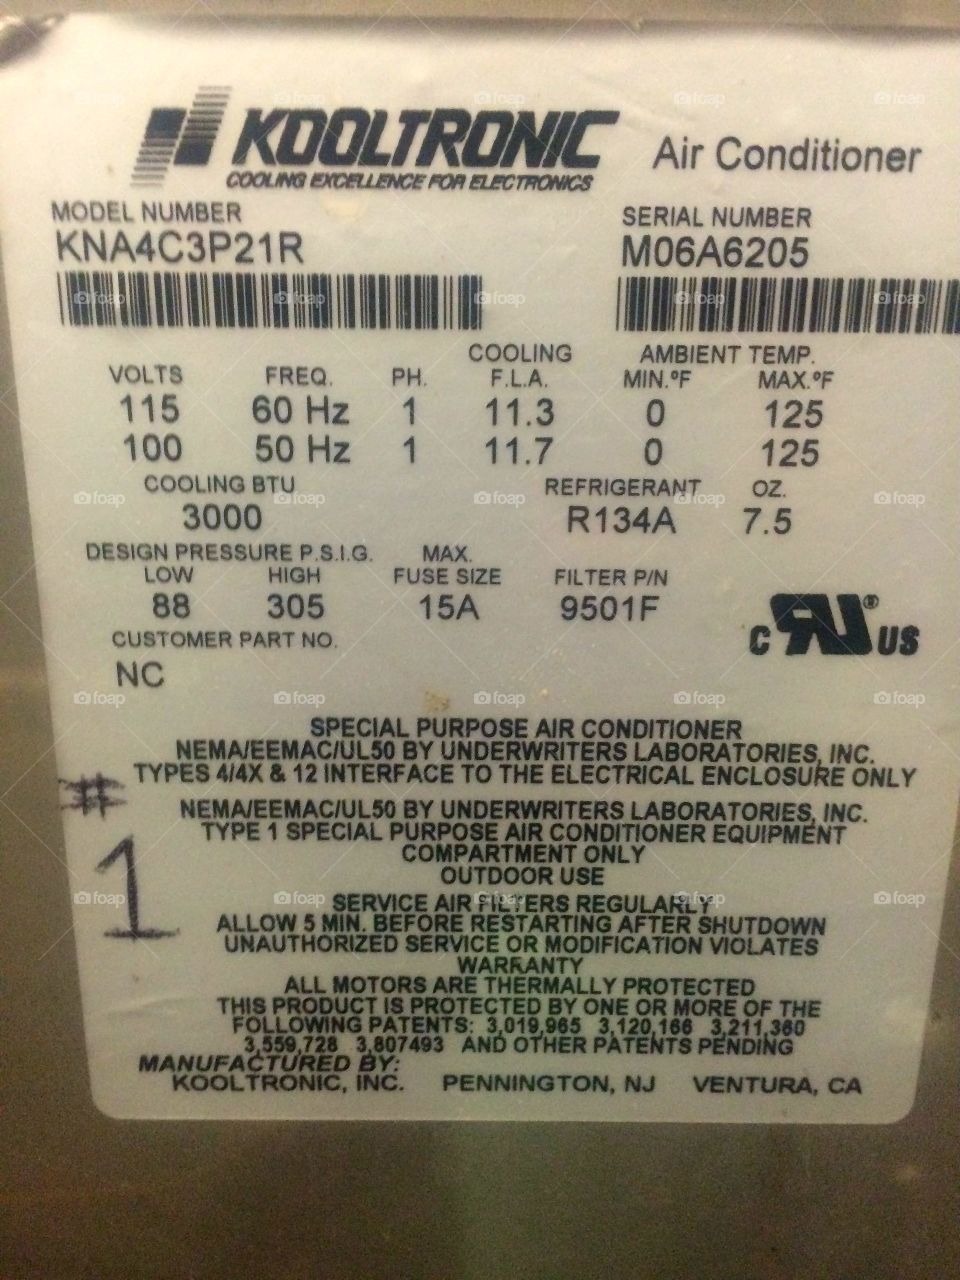 KOOLTRONIC Air Conditioner
COOLING EXCELLENCE FOR ELECTRONICS
MODEL NUMBER SERIAL NUMBER
KNA4C3P21R M06A6205
COOLING AMBIENT TEMP.
VOLTS FREQ. PH. F.L.A. MIN.ºF MAX.ºF
115 60 Hz 1 11.3 0 125
100 50 Hz 1 11.7 0 125
COOLING BTU REFRIGERANT OZ.
3000 R134A 7.5
DESIGN PRESSURE P.S.I.G. MAX.
LOW HIGH FUSE SIZE FILTER P/N
88 305 15A 9501F
C RU® US
CUSTOMER PART NO.
NC
SPECIAL PURPOSE AIR CONDITIONER
NEMA/EEMAC/UL50 BY UNDERWRITERS LABORATORIES, INC.
TYPES 4/4X & 12 INTERFACE TO THE ELECTRICAL ENCLOSURE ONLY
NEMA/EEMAC/UL50 BY UNDERWRITERS LABORATORIES, INC.
TYPE 1 SPECIAL PURPOSE AIR CONDITIONER EQUIPMENT
COMPARTMENT ONLY
OUTDOOR USE
SERVICE AIR FILTERS REGULARLY
ALLOW 5 MIN. BEFORE RESTARTING AFTER SHUTDOWN
UNAUTHORIZED SERVICE OR MODIFICATION VIOLATES
WARRANTY
ALL MOTORS ARE THERMALLY PROTECTED
THIS PRODUCT IS PROTECTED BY ONE OR MORE OF THE
FOLLOWING PATENTS: 3,019,965 3,120,166 3,211,360
3,559,728 3,807493 AND OTHER PATENTS PENDING
MANUFACTURED BY:
KOOLTRONIC, INC. PENNINGTON, NJ VENTURA, CA
#
1
foap